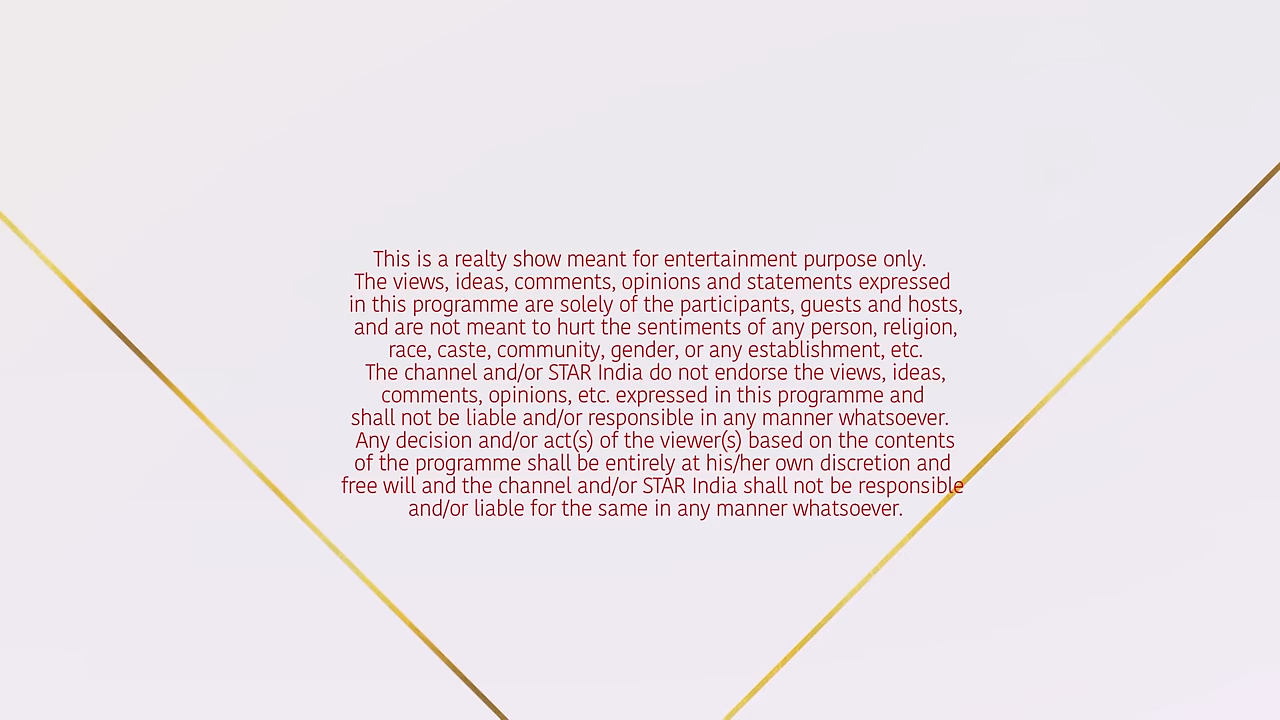 This is a realty show meant for entertainment purpose only.
The views, ideas, comments, opinions and statements expressed
in this programme are solely of the participants, guests and hosts,
and are not meant to hurt the sentiments of any person, religion,
race, caste, community, gender, or any establishment, etc.
The channel and/or STAR India do not endorse the views, ideas,
comments, opinions, etc. expressed in this programme and
shall not be liable and/or responsible in any manner whatsoever.
Any decision and/or act(s) of the viewer(s) based on the contents
of the programme shall be entirely at his/her own discretion and
free will and the channel and/or STAR India shall not be responsible
and/or liable for the same in any manner whatsoever.